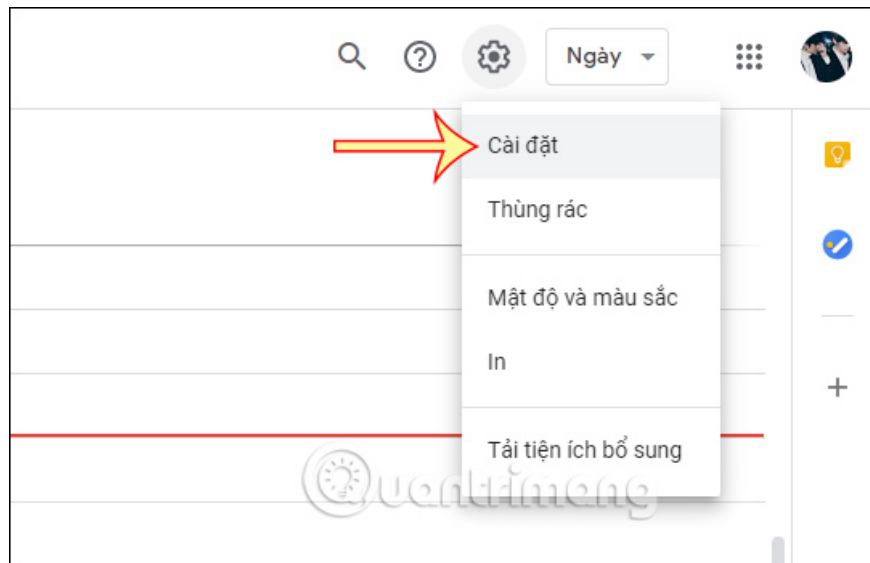 Ngày
Cài đặt
Thùng rác
Mật độ và màu sắc
In
Tải tiện ích bổ sung
Quantrimang